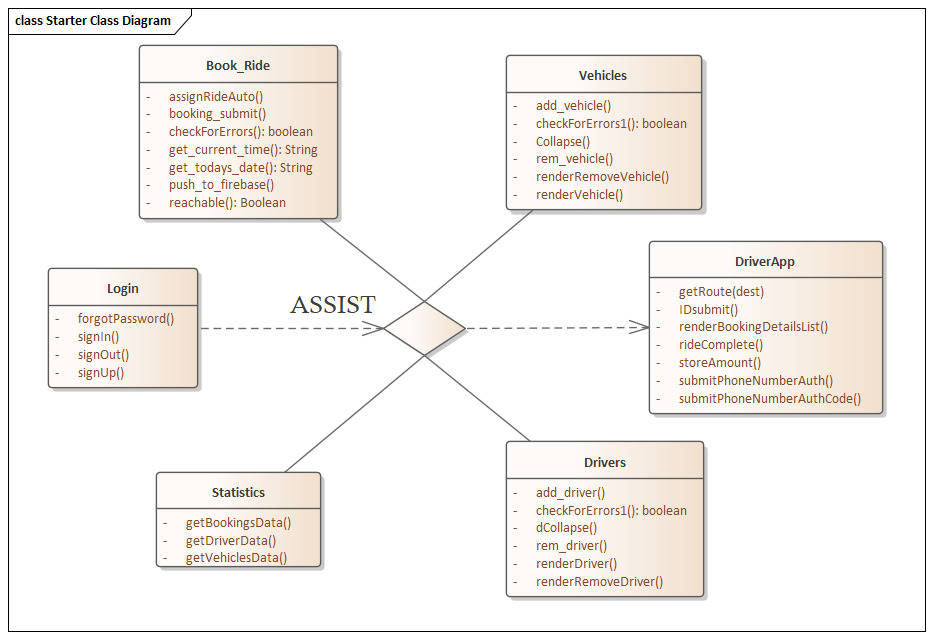 class Starter Class Diagram
Book_Ride
- assignRideAuto()
- booking_submit()
- checkForErrors(): boolean
- get_current_time(): String
- get_todays_date(): String
- push_to_firebase()
- reachable(): Boolean
Vehicles
- add_vehicle()
- checkForErrors1(): boolean
- Collapse()
- rem_vehicle()
- renderRemoveVehicle()
- renderVehicle()
Login
- forgotPassword()
- signIn()
- signOut()
- signUp()
ASSIST
DriverApp
- getRoute(dest)
- IDsubmit()
- renderBookingDetailsList()
- rideComplete()
- storeAmount()
- submitPhoneNumberAuth()
- submitPhoneNumberAuthCode()
Statistics
- getBookingsData()
- getDriverData()
- getVehiclesData()
Drivers
- add_driver()
- checkForErrors1(): boolean
- dCollapse()
- rem_driver()
- renderDriver()
- renderRemoveDriver()